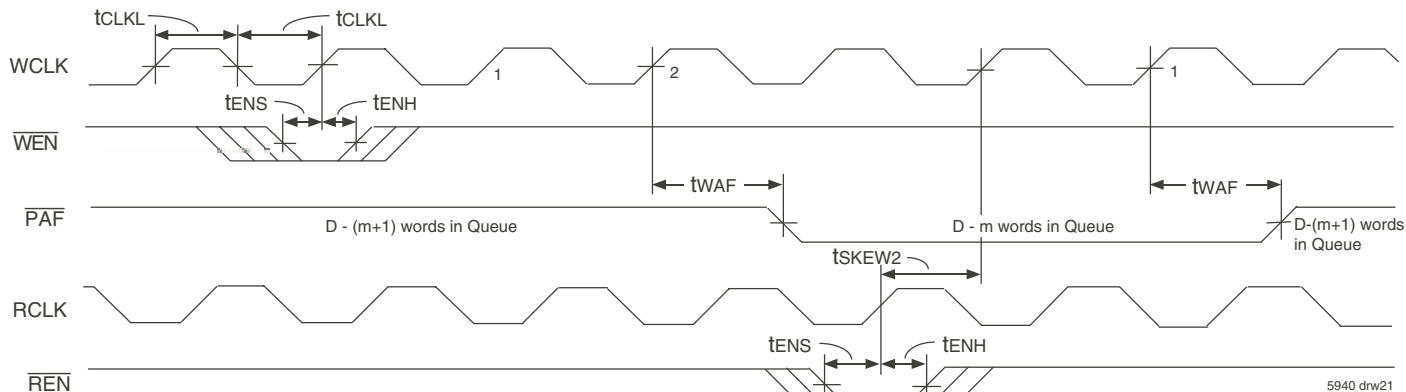 tCLKL tCLKL
WCLK 1 2 1
tENS tENH
WEN
tWAF tWAF
PAF D - (m+1) words in Queue D - m words in Queue D-(m+1) words
in Queue
tSKEW2
RCLK
tENS tENH
REN
5940 drw21